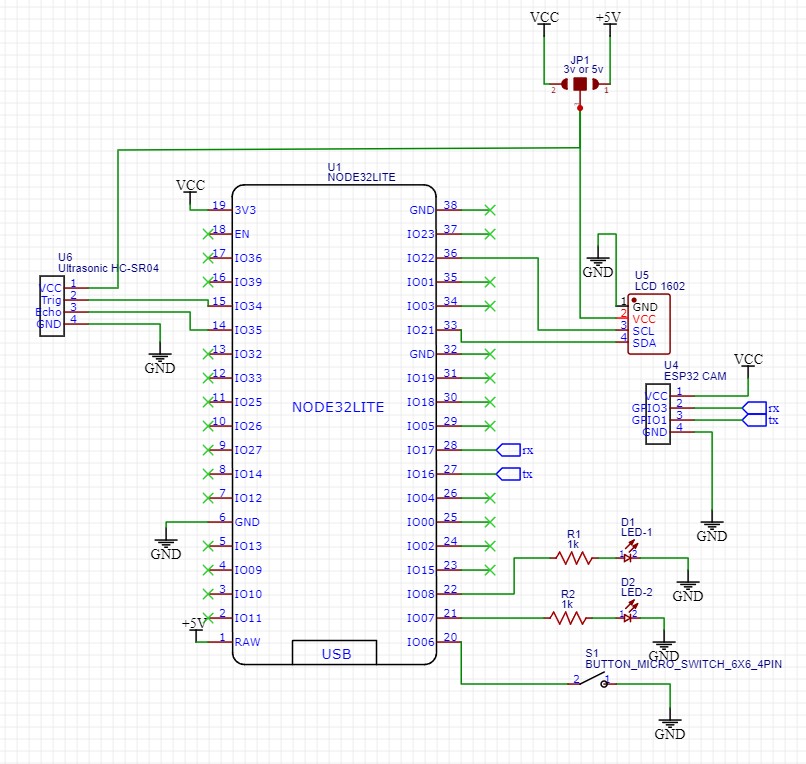 VCC +5V
JP1
3v or 5v
2 1
U1
NODE32LITE
VCC
19 3V3 GND 38
18 EN IO23 37
17 IO36 IO22 36
16 IO39 IO01 35
15 IO34 IO03 34
14 IO35 IO21 33
13 IO32 GND 32
12 IO33 IO19 31
11 IO25 IO18 30
10 IO26 IO05 29
9 IO27 IO17 28 rx
8 IO14 IO16 27 tx
7 IO12 IO04 26
6 GND IO00 25
5 IO13 IO02 24
4 IO09 IO15 23
3 IO10 IO08 22
2 IO11 IO07 21
1 RAW IO06 20
NODE32LITE
USB
GND
+5V
U6
Ultrasonic HC-SR04
VCC 1
Trig 2
Echo 3
GND 4
GND
GND
U5
LCD 1602
1 GND
2 VCC
3 SCL
4 SDA
U4
ESP32 CAM
VCC
VCC 1
GPIO3 2 rx
GPIO1 3 tx
GND 4
GND
R1
1k
D1
LED-1
1 2
GND
R2
1k
D2
LED-2
1 2
GND
S1
BUTTON_MICRO_SWITCH_6X6_4PIN
2 1
GND